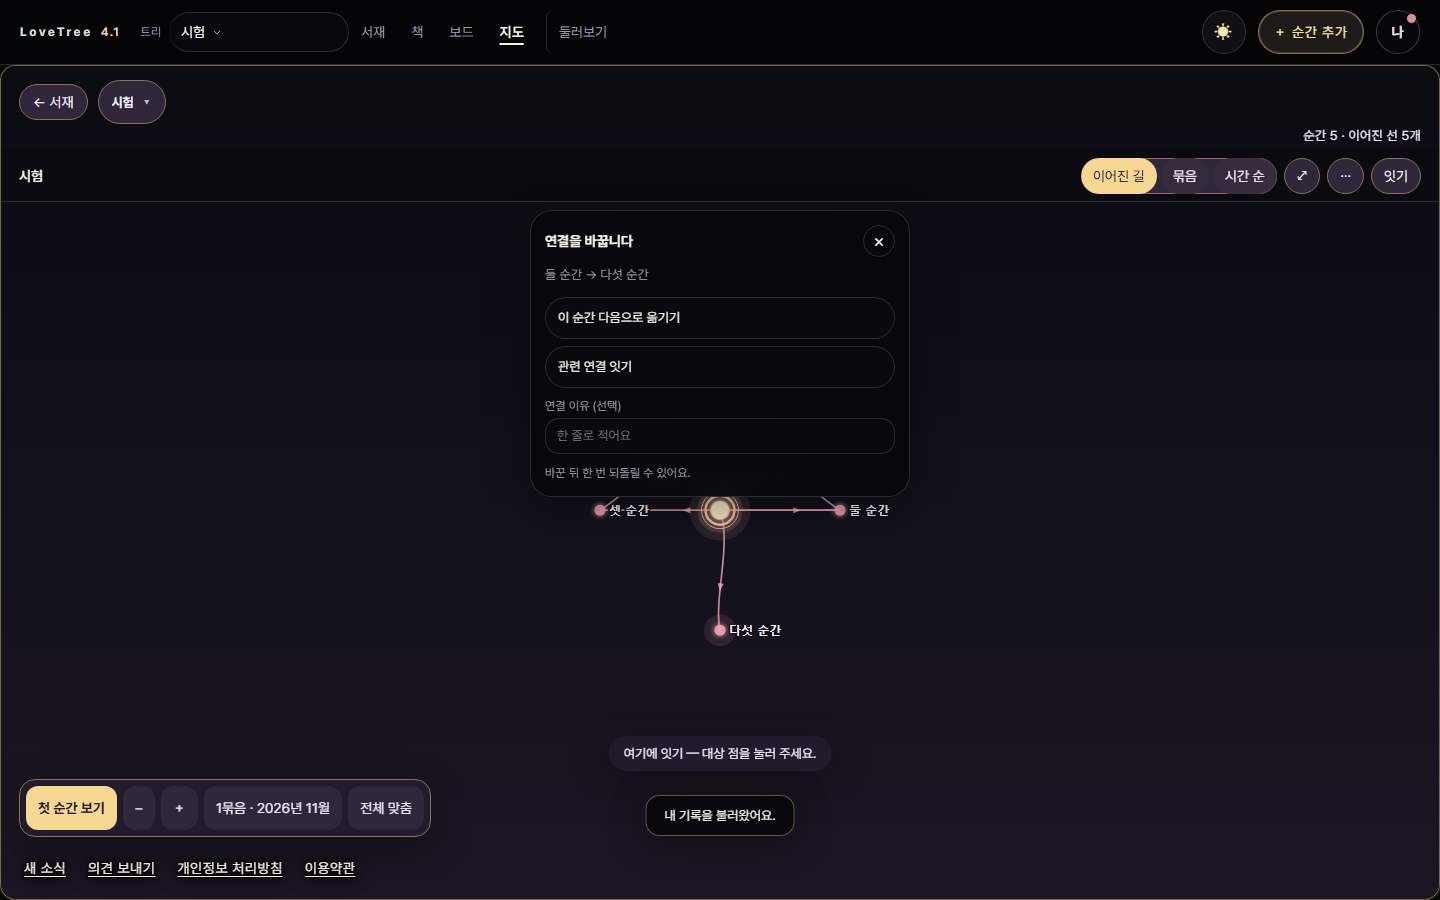 LoveTree 4.1 트리 시험 서재 책 보드 지도 둘러보기 + 순간 추가 나
← 서재 시험 ▼
순간 5 · 이어진 선 5개
시험 이어진 길 묶음 시간 순 ⤢ ··· 잇기
연결을 바꿉니다 ×
둘 순간 → 다섯 순간
이 순간 다음으로 옮기기
관련 연결 잇기
연결 이유 (선택)
한 줄로 적어요
바꾼 뒤 한 번 되돌릴 수 있어요.
셋 순간 둘 순간
다섯 순간
여기에 잇기 — 대상 점을 눌러 주세요.
첫 순간 보기 − + 1묶음 · 2026년 11월 전체 맞춤 내 기록을 불러왔어요.
새 소식 의견 보내기 개인정보 처리방침 이용약관